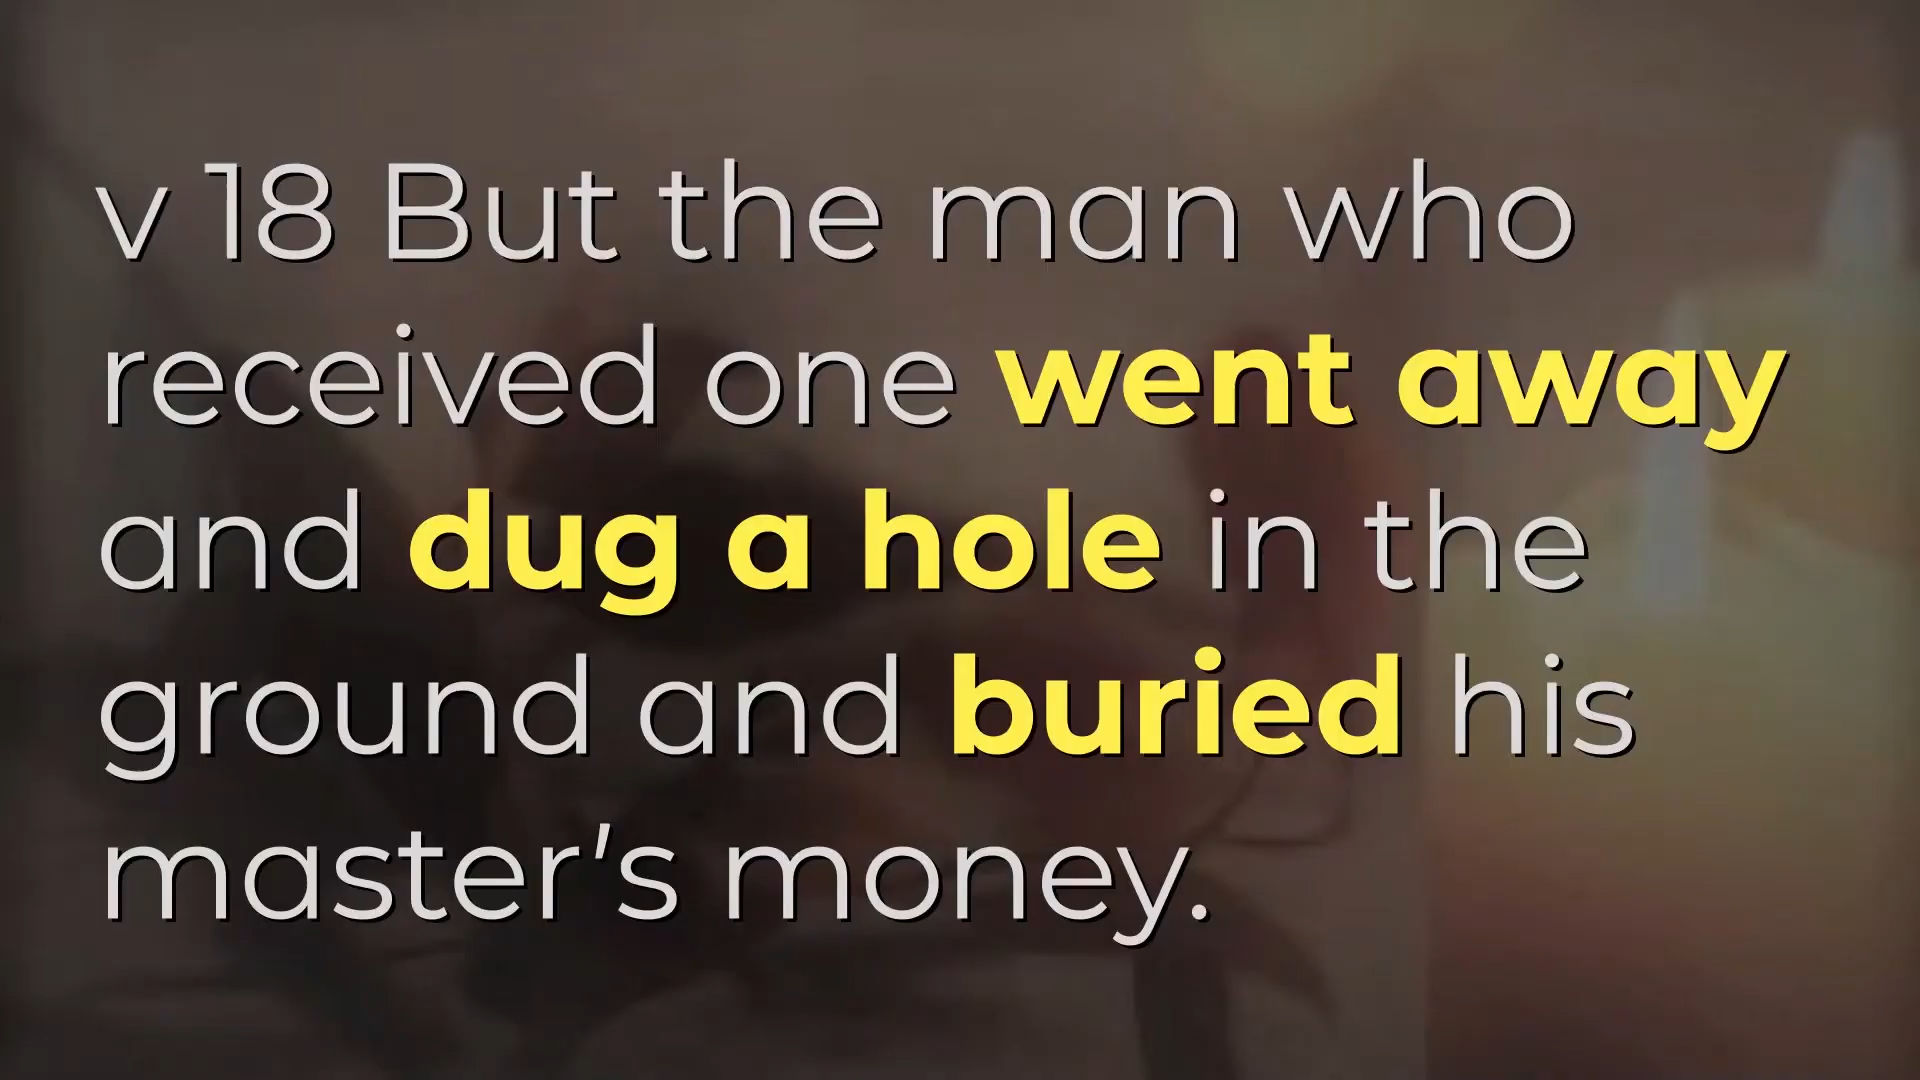 v 18 But the man who
received one went away
and dug a hole in the
ground and buried his
master's money.